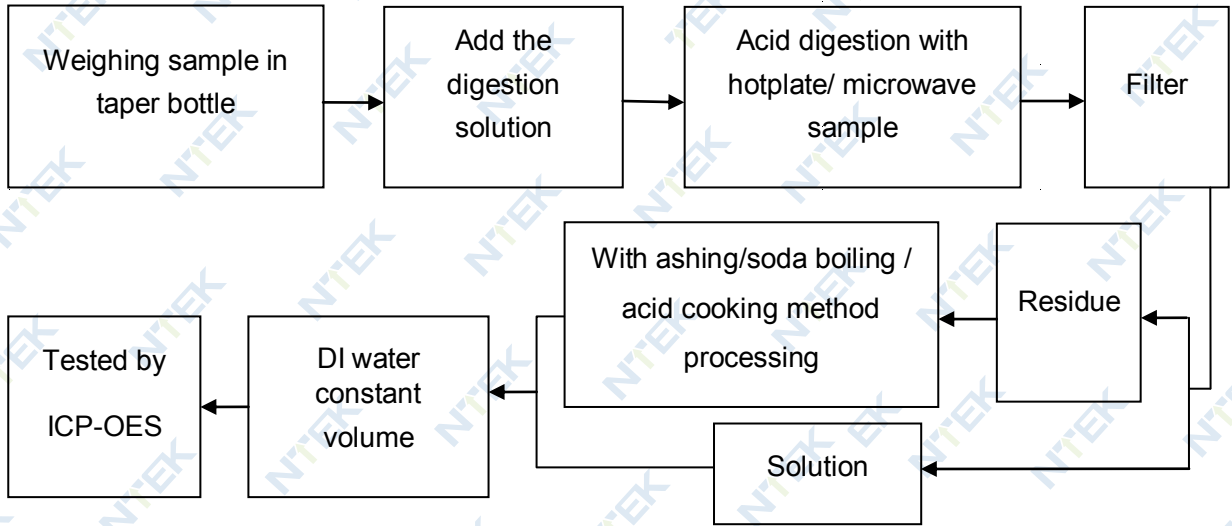 Weighing sample in
taper bottle
Add the
digestion
solution
Acid digestion with
hotplate/ microwave
sample
Filter
Residue
With ashing/soda boiling /
acid cooking method
processing
Solution
DI water
constant
volume
Tested by
ICP-OES
NTEK